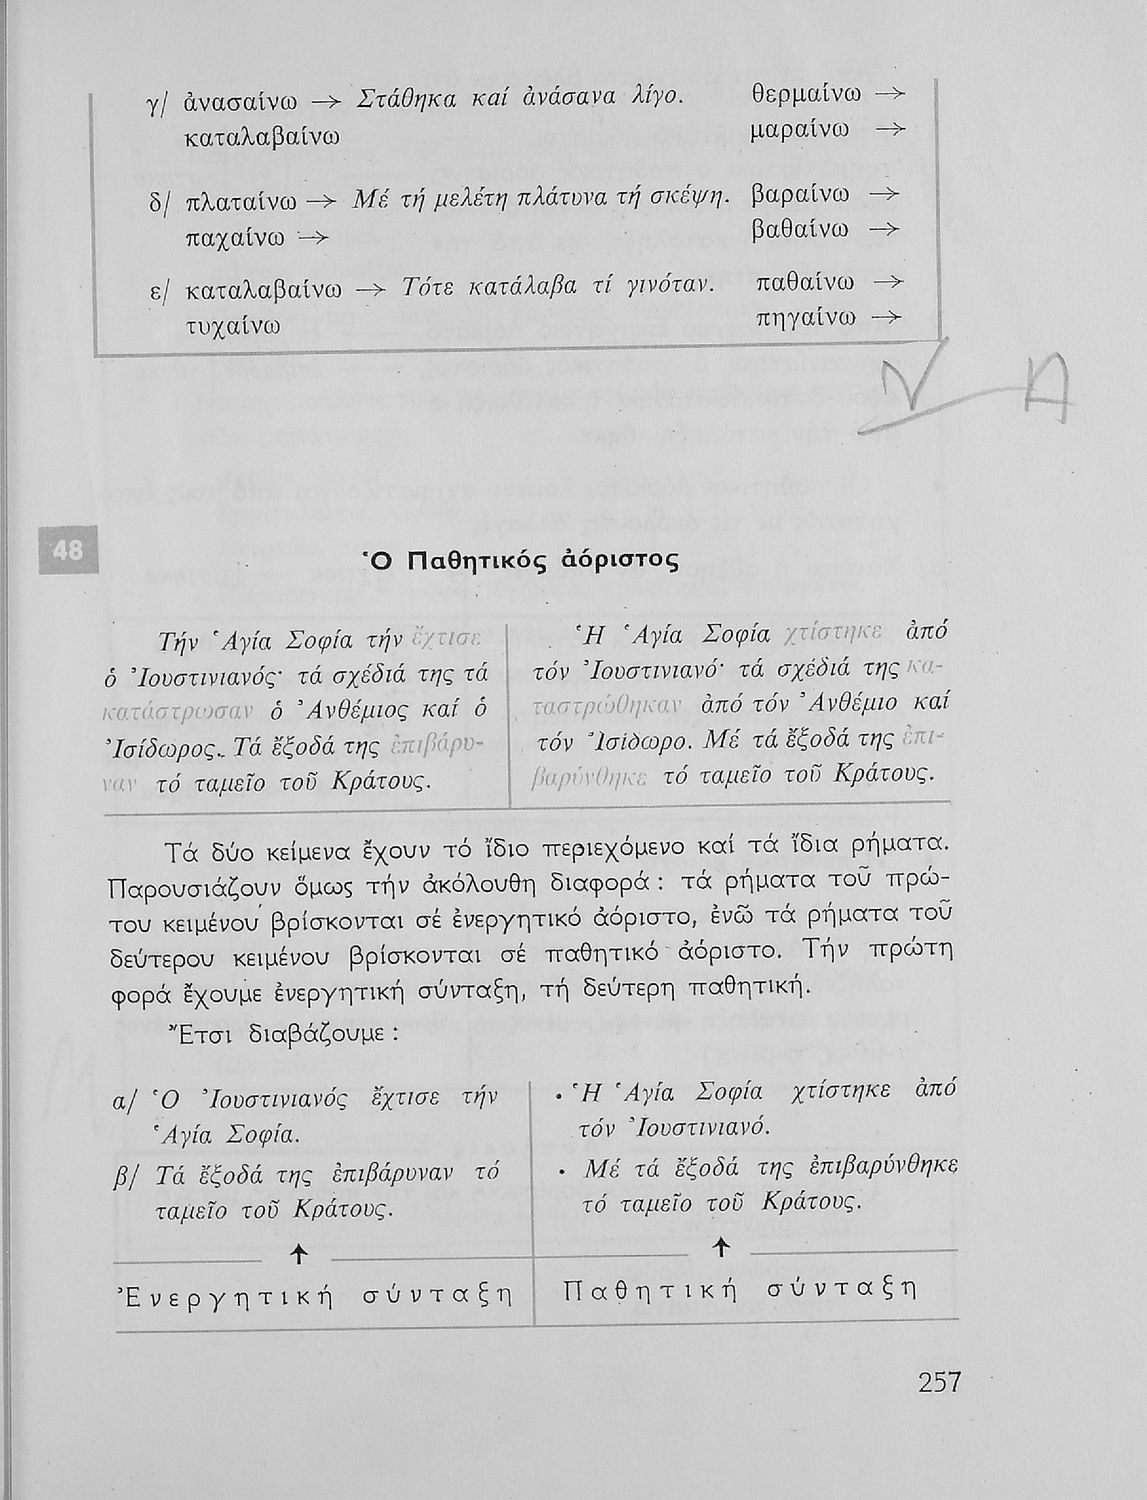 γ/ ἀνασαίνω → Στάθηκα καί ἀνάσανα λίγο. θερμαίνω →
καταλαβαίνω μαραίνω →
δ/ πλαταίνω → Μέ τή μελέτη πλάτυνα τή σκέψη. βαραίνω →
παχαίνω → βαθαίνω →
ε/ καταλαβαίνω → Τότε κατάλαβα τί γινόταν. παθαίνω →
τυχαίνω πηγαίνω →
48
Ὁ Παθητικός ἀόριστος
Τήν Ἁγία Σοφία τήν ἔχτισε
ὁ Ἰουστινιανός· τά σχέδιά της τά
κατάστρωσαν ὁ Ἀνθέμιος καί ὁ
Ἰσίδωρος. Τά ἔξοδά της ἐπιβάρυ-
ναν τό ταμεῖο τοῦ Κράτους.
Ἡ Ἁγία Σοφία χτίστηκε ἀπό
τόν Ἰουστινιανό· τά σχέδιά της κα-
ταστρώθηκαν ἀπό τόν Ἀνθέμιο καί
τόν Ἰσίδωρο. Μέ τά ἔξοδά της ἐπι-
βαρύνθηκε τό ταμεῖο τοῦ Κράτους.
Τά δύο κείμενα ἔχουν τό ἴδιο περιεχόμενο καί τά ἴδια ρήματα.
Παρουσιάζουν ὅμως τήν ἀκόλουθη διαφορά : τά ρήματα τοῦ πρώ-
του κειμένου βρίσκονται σέ ἐνεργητικό ἀόριστο, ἐνῶ τά ρήματα τοῦ
δεύτερου κειμένου βρίσκονται σέ παθητικό ἀόριστο. Τήν πρώτη
φορά ἔχουμε ἐνεργητική σύνταξη, τή δεύτερη παθητική.
Ἔτσι διαβάζουμε :
α/ Ὁ Ἰουστινιανός ἔχτισε τήν
Ἁγία Σοφία.
β/ Τά ἔξοδά της ἐπιβάρυναν τό
ταμεῖο τοῦ Κράτους.
↑
Ἐνεργητική σύνταξη
• Ἡ Ἁγία Σοφία χτίστηκε ἀπό
τόν Ἰουστινιανό.
• Μέ τά ἔξοδά της ἐπιβαρύνθηκε
τό ταμεῖο τοῦ Κράτους.
↑
Παθητική σύνταξη
257